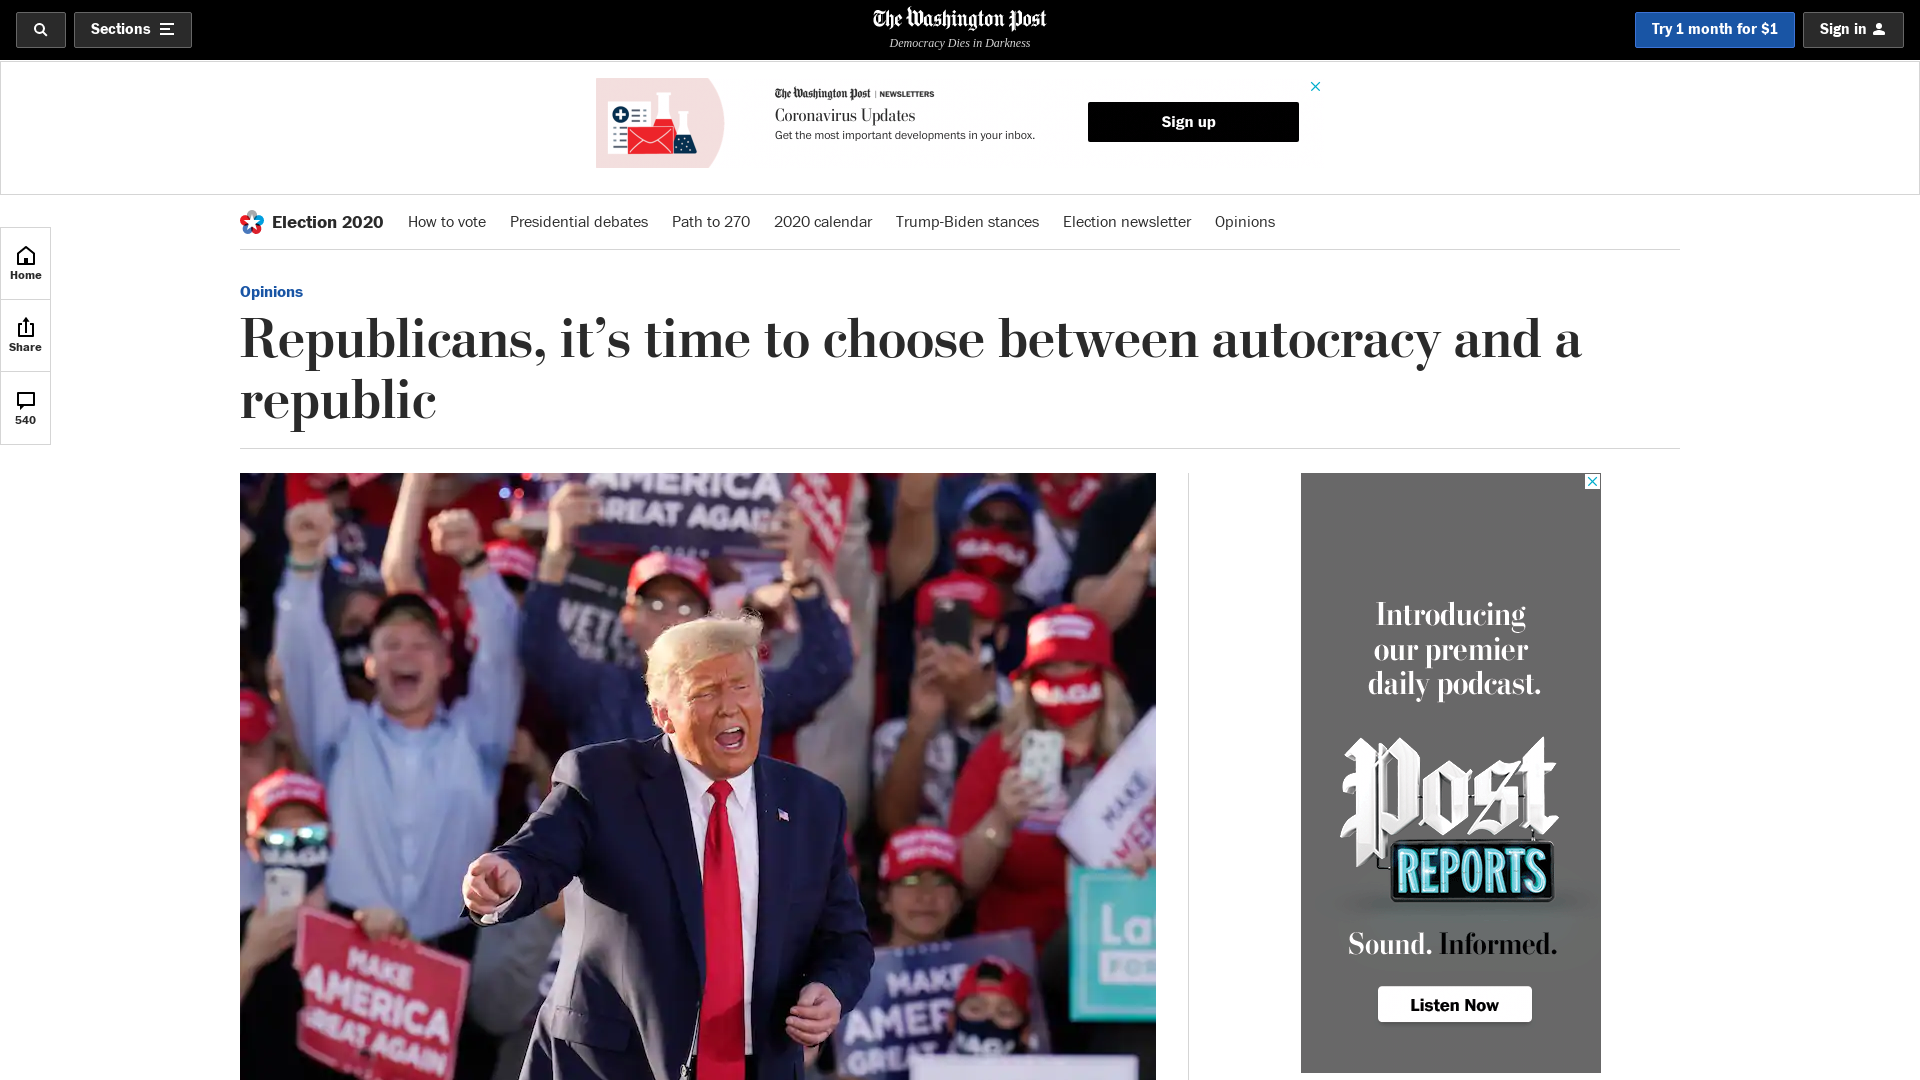 Sections
The Washington Post
Democracy Dies in Darkness
Try 1 month for $1
Sign in
The Washington Post | NEWSLETTERS
Coronavirus Updates
Get the most important developments in your inbox.
Sign up
Election 2020
How to vote
Presidential debates
Path to 270
2020 calendar
Trump-Biden stances
Election newsletter
Opinions
Home
Share
540
Opinions
Republicans, it’s time to choose between autocracy and a
republic
AMERICA
GREAT AGAIN
MAGA
MAGA
MAGA
MAKE
AMERICA
GREAT AGAIN
MAKE
AMER
GREAT
MAKE
La
FOR
Introducing
our premier
daily podcast.
Post
REPORTS
Sound. Informed.
Listen Now